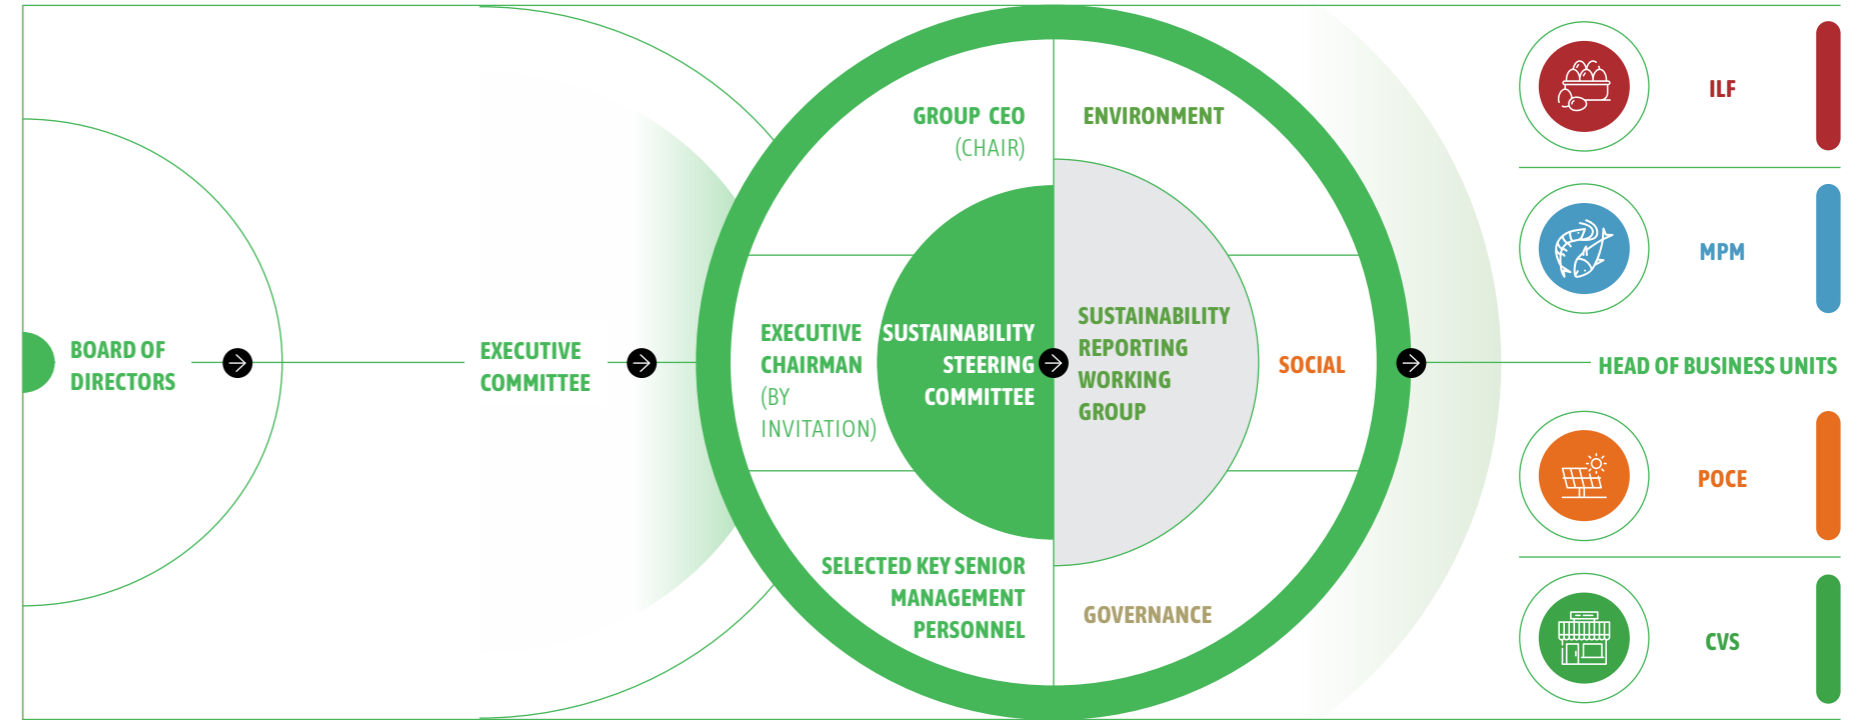 BOARD OF
DIRECTORS
EXECUTIVE
COMMITTEE
GROUP CEO
(CHAIR)
EXECUTIVE
CHAIRMAN
(BY
INVITATION)
SELECTED KEY SENIOR
MANAGEMENT
PERSONNEL
SUSTAINABILITY
STEERING
COMMITTEE
SUSTAINABILITY
REPORTING
WORKING
GROUP
ENVIRONMENT
SOCIAL
GOVERNANCE
ILF
MPM
HEAD OF BUSINESS UNITS
POCE
CVS